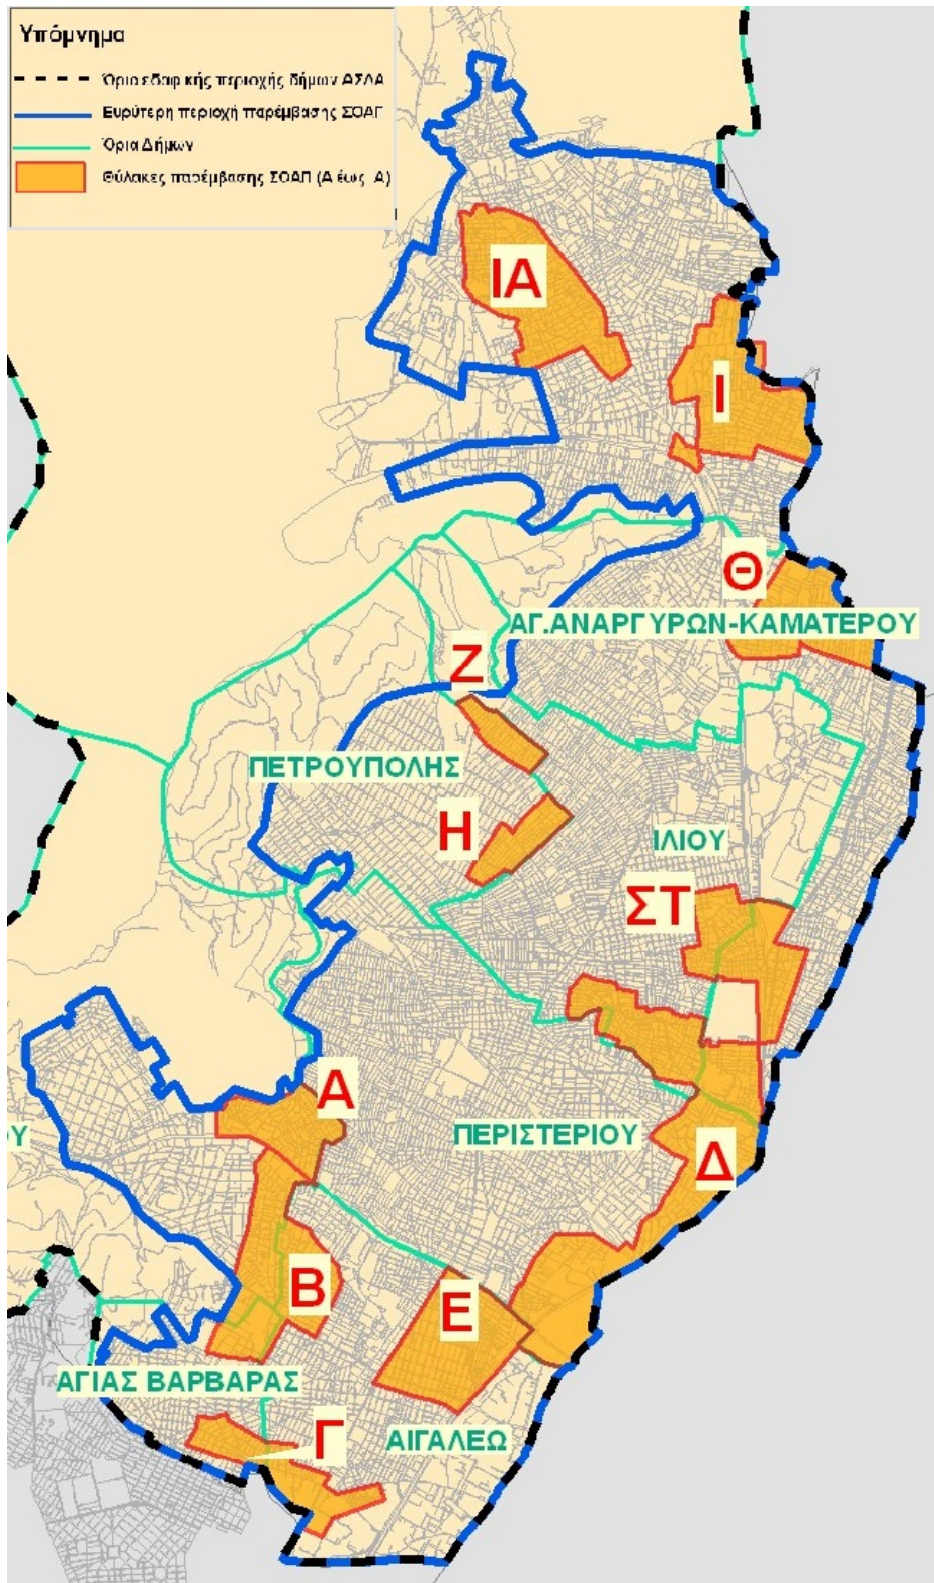 Υπόμνημα
Όρια εδαφικής περιοχής δήμων ΑΣΔΑ
Ευρύτερη περιοχή παρέμβασης ΣΟΑΠ
Όρια Δήμων
Θύλακες παρέμβασης ΣΟΑΠ (Α έως ΙΑ)
ΙΑ
Ι
Θ
ΑΓ.ΑΝΑΡΓΥΡΩΝ-ΚΑΜΑΤΕΡΟΥ
Ζ
ΠΕΤΡΟΥΠΟΛΗΣ
Η
ΙΛΙΟΥ
ΣΤ
Α
ΟΥ
ΠΕΡΙΣΤΕΡΙΟΥ
Δ
Β
Ε
ΑΓΙΑΣ ΒΑΡΒΑΡΑΣ
Γ
ΑΙΓΑΛΕΩ